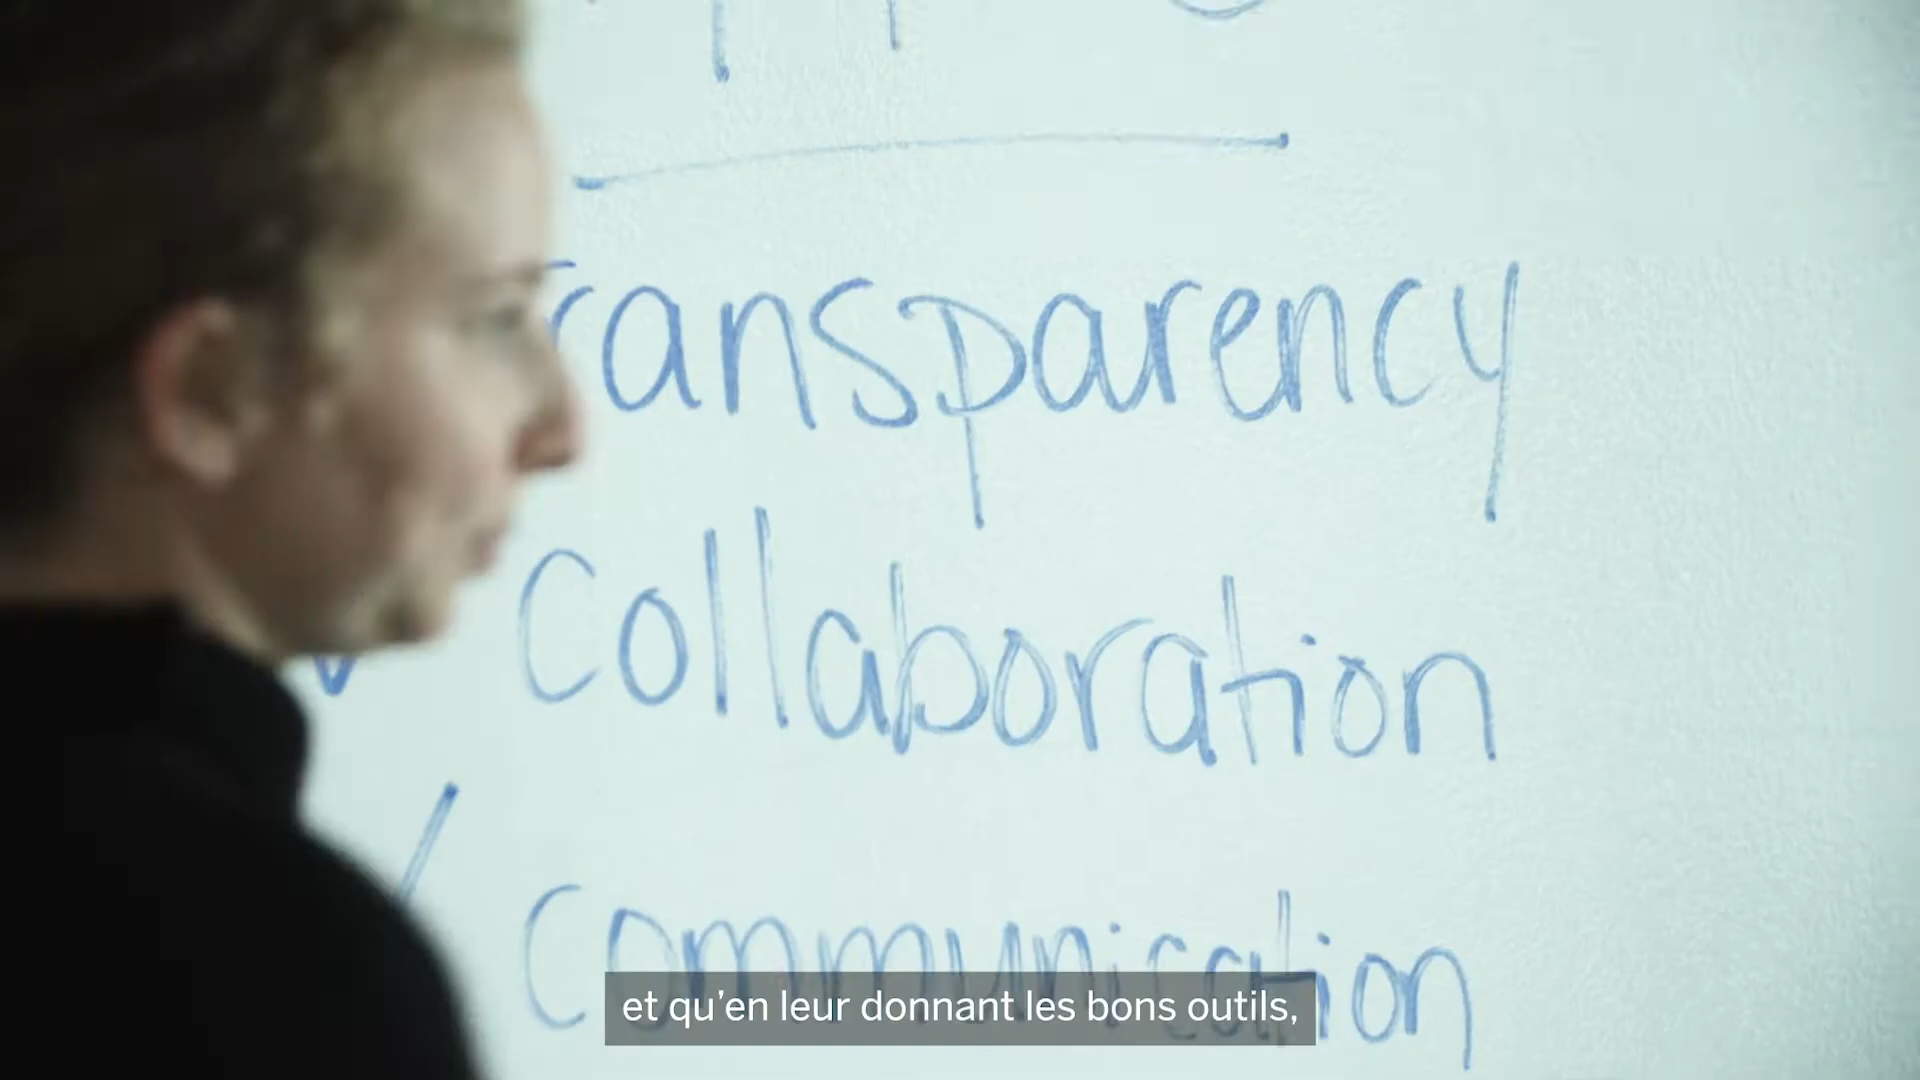 ransparency
Collaboration
Communication
et qu'en leur donnant les bons outils,